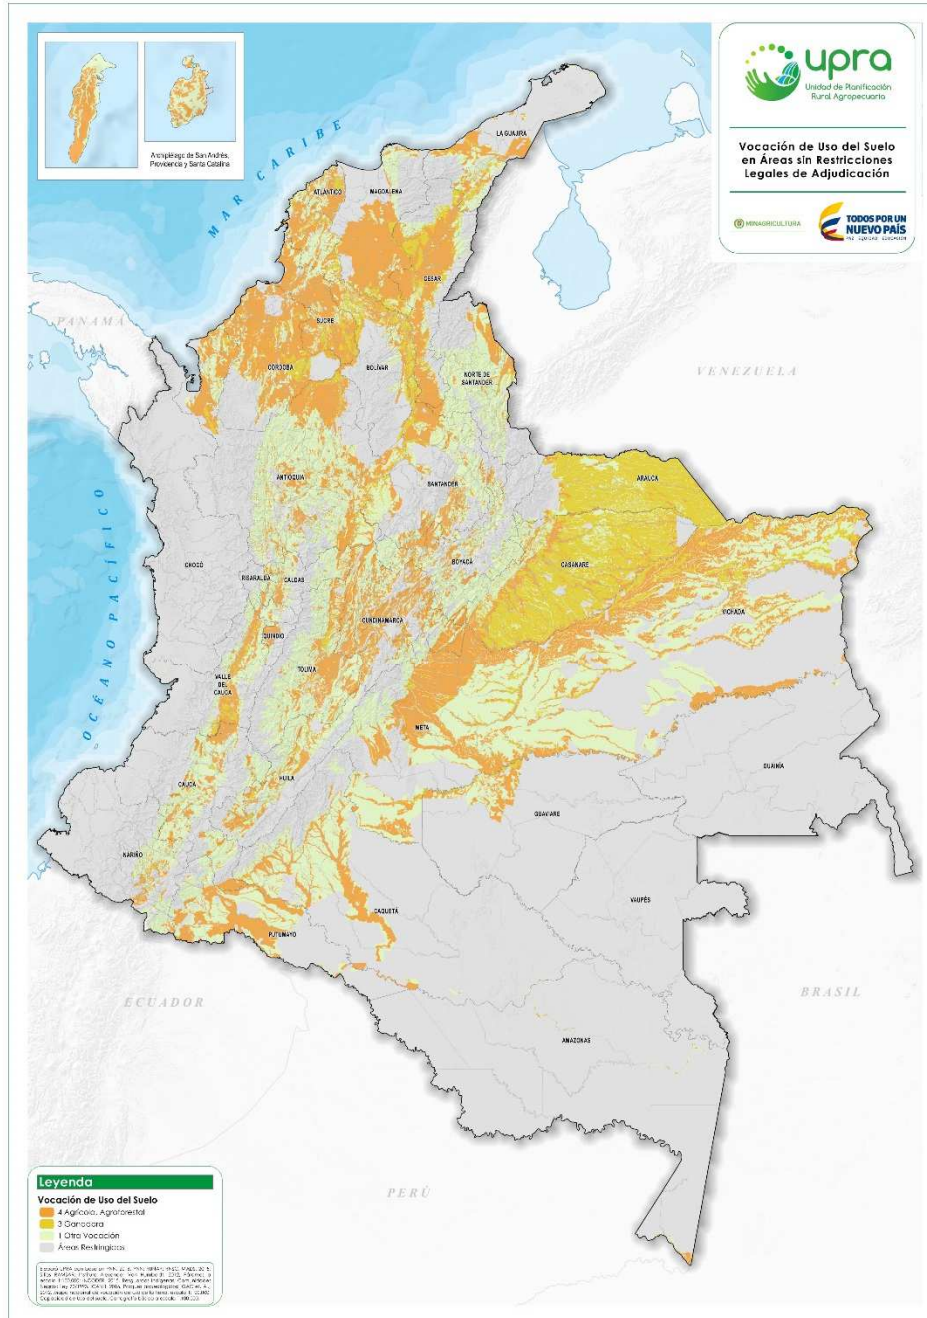 upra
Unidad de Planificación
Rural Agropecuaria
Vocación de Uso del Suelo
en Áreas sin Restricciones
Legales de Adjudicación
MINAGRICULTURA
TODOS POR UN
NUEVO PAÍS
PAZ EQUIDAD EDUCACIÓN
Archipiélago de San Andrés,
Providencia y Santa Catalina
MAR CARIBE
LA GUAJIRA
ATLÁNTICO
MAGDALENA
CESAR
PANAMÁ
SUCRE
CÓRDOBA
BOLÍVAR
NORTE DE
SANTANDER
VENEZUELA
ANTIOQUIA
SANTANDER
ARAUCA
OCÉANO PACÍFICO
CHOCÓ
RISARALDA
CALDAS
BOYACÁ
CASANARE
VICHADA
CUNDINAMARCA
QUINDIO
TOLIMA
VALLE
DEL
CAUCA
META
HUILA
CAUCA
GUAINÍA
GUAVIARE
NARIÑO
VAUPÉS
CAQUETÁ
PUTUMAYO
ECUADOR
BRASIL
AMAZONAS
PERÚ
Leyenda
Vocación de Uso del Suelo
4 Agrícola, Agroforestal
3 Ganadera
1 Otra Vocación
Áreas Restringidas